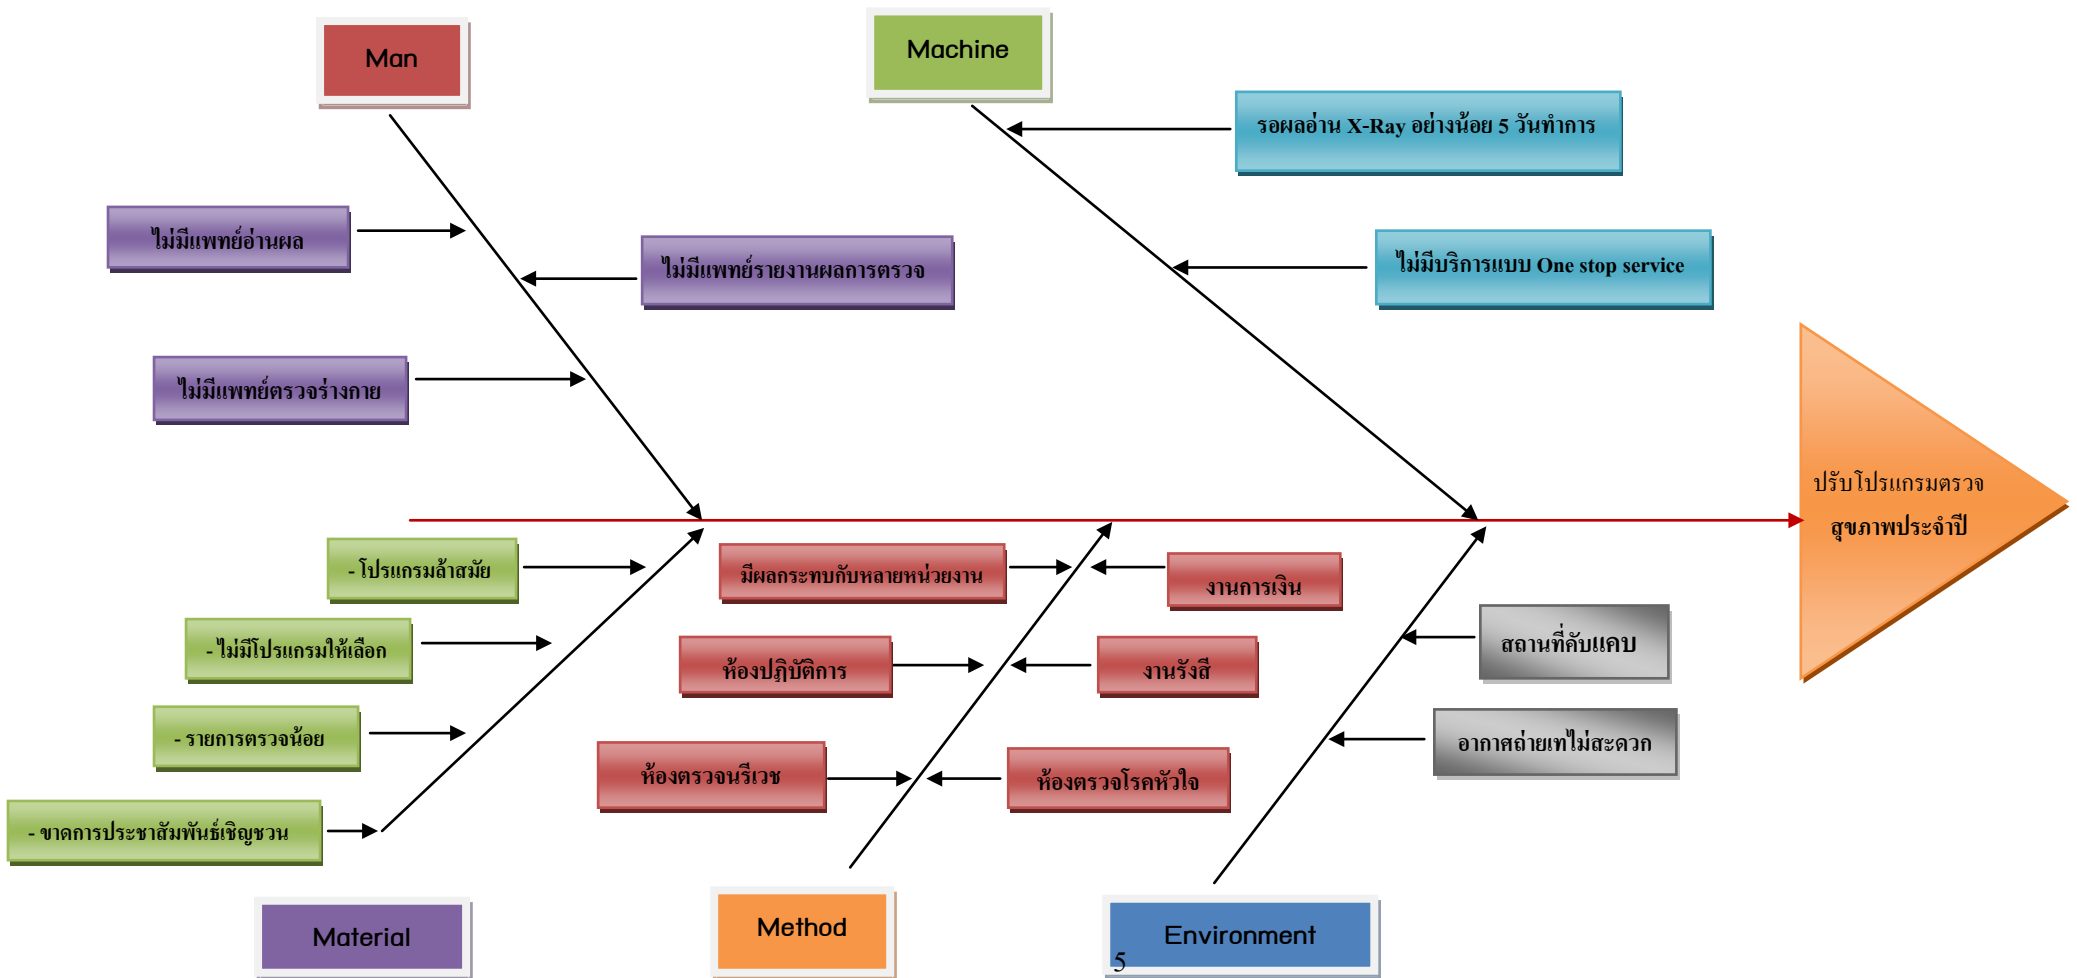 Man
Machine
รอผลอ่าน X-Ray อย่างน้อย 5 วันทำการ
ไม่มีแพทย์อ่านผล
ไม่มีแพทย์รายงานผลการตรวจ
ไม่มีบริการแบบ One stop service
ไม่มีแพทย์ตรวจร่างกาย
ปรับโปรแกรมตรวจ
สุขภาพประจำปี
- โปรแกรมล้าสมัย
มีผลกระทบกับหลายหน่วยงาน
งานการเงิน
- ไม่มีโปรแกรมให้เลือก
ห้องปฏิบัติการ
งานรังสี
สถานที่คับแคบ
- รายการตรวจน้อย
อากาศถ่ายเทไม่สะดวก
ห้องตรวจนรีเวช
ห้องตรวจโรคหัวใจ
- ขาดการประชาสัมพันธ์เชิญชวน
Material
Method
Environment
5